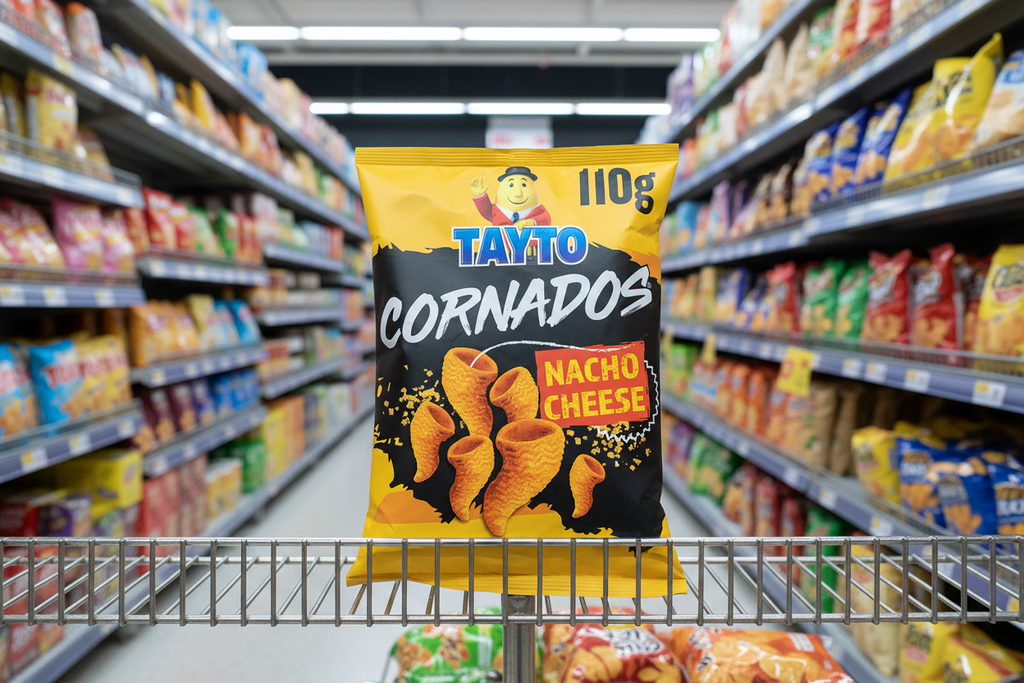 110g
TAYTO
CORNADOS
NACHO
CHEESE